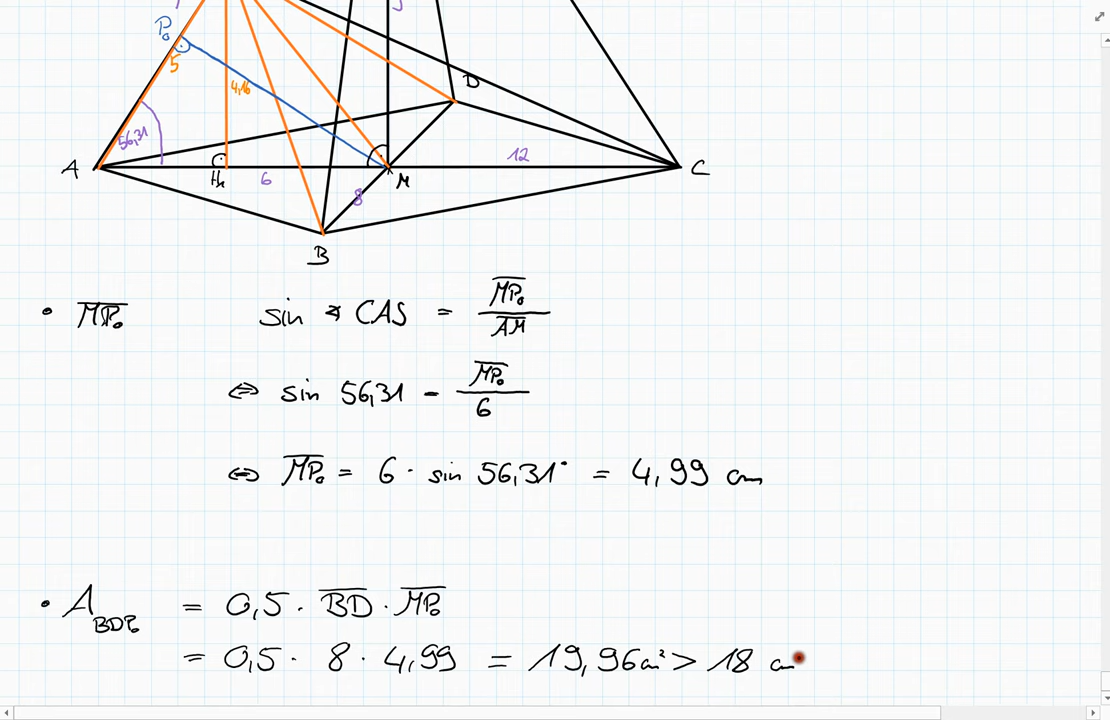 P₀
5
4,16
D
56,31
A
12
C
6
M
8
B
• MP₀ sin ∢ CAS = MP₀ / AM
⇔ sin 56,31 = MP₀ / 6
⇔ MP₀ = 6 · sin 56,31° = 4,99 cm
• A BDP₀ = 0,5 · BD · MP₀
= 0,5 · 8 · 4,99 = 19,96 cm² > 18 cm